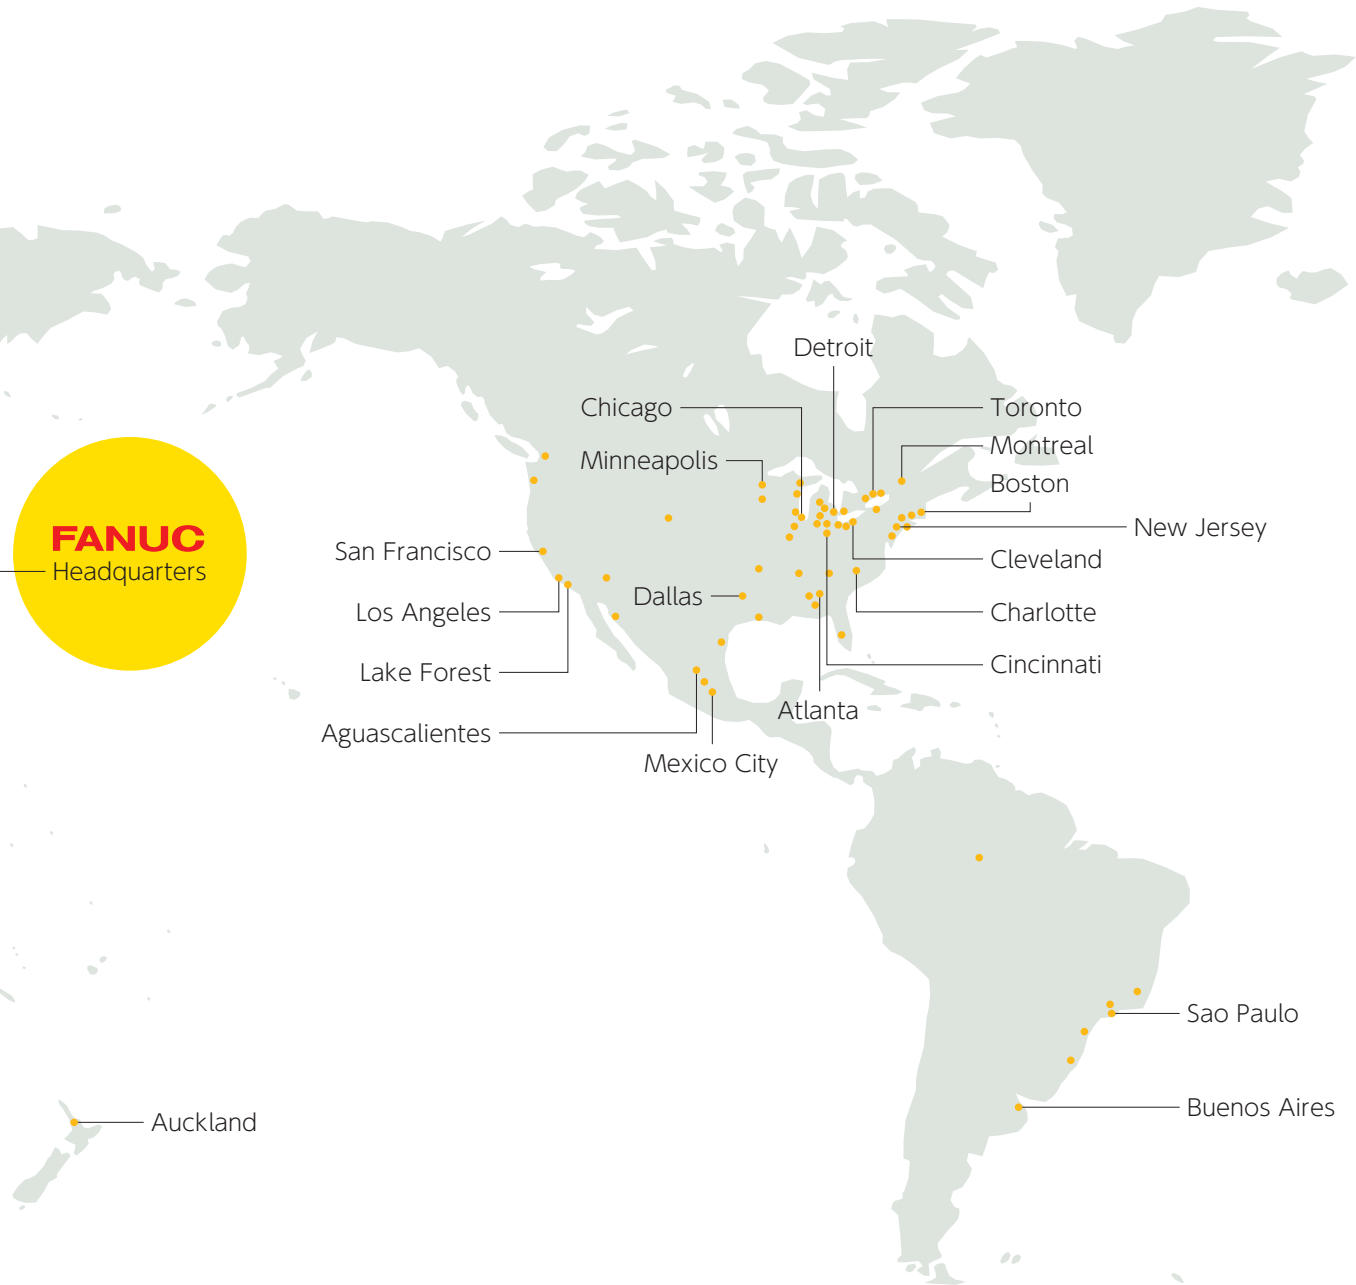 Detroit
Chicago
Toronto
Minneapolis
Montreal
Boston
New Jersey
FANUC
Headquarters
San Francisco
Cleveland
Los Angeles
Dallas
Charlotte
Lake Forest
Cincinnati
Atlanta
Aguascalientes
Mexico City
Sao Paulo
Buenos Aires
Auckland